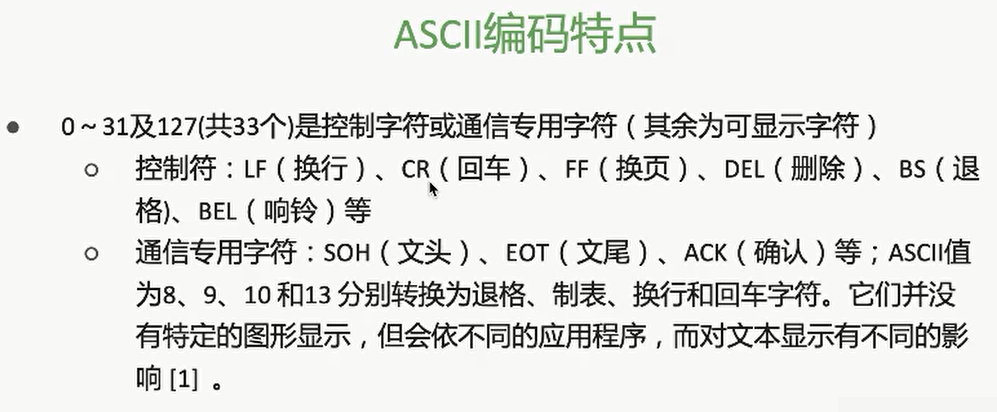 ASCII编码特点
● 0～31及127(共33个)是控制字符或通信专用字符（其余为可显示字符）
○ 控制符：LF（换行）、CR（回车）、FF（换页）、DEL（删除）、BS（退
格)、BEL（响铃）等
○ 通信专用字符：SOH（文头）、EOT（文尾）、ACK（确认）等；ASCII值
为8、9、10 和13 分别转换为退格、制表、换行和回车字符。它们并没
有特定的图形显示，但会依不同的应用程序，而对文本显示有不同的影
响 [1] 。